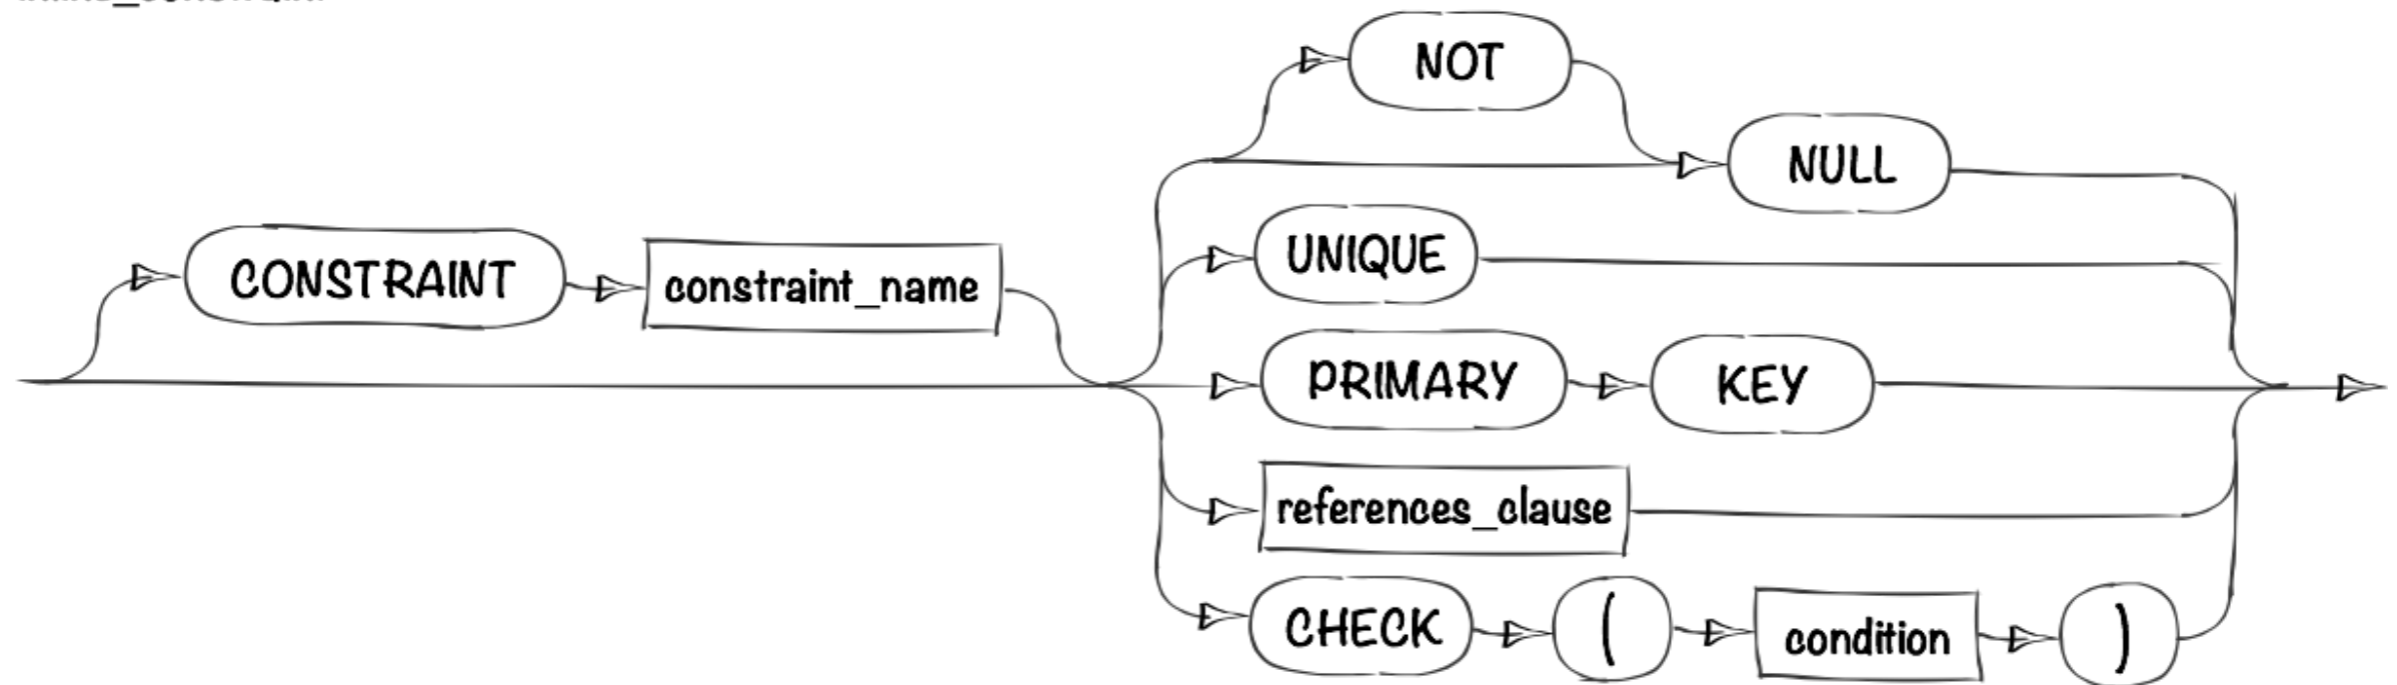 NOT
NULL
UNIQUE
CONSTRAINT constraint_name
PRIMARY KEY
references_clause
CHECK ( condition )